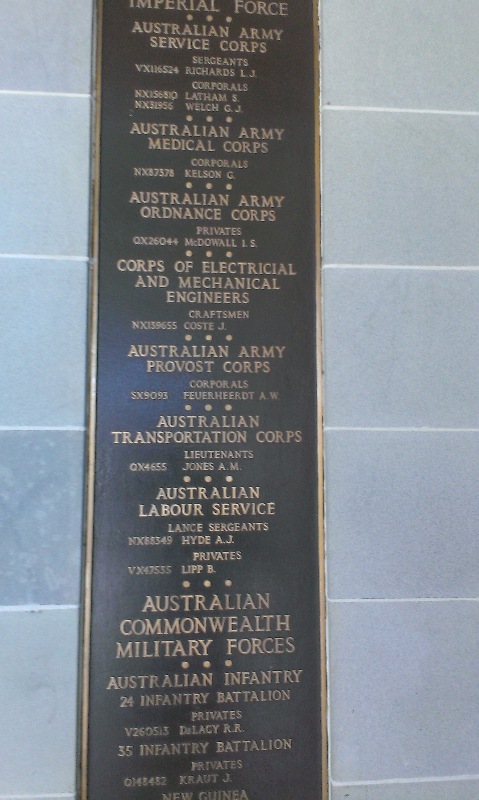 IMPERIAL FORCE
AUSTRALIAN ARMY
SERVICE CORPS
SERGEANTS
VX116524 RICHARDS L.J.
CORPORALS
NX156810 LATHAM S.
NX31956 WELCH G.J.
AUSTRALIAN ARMY
MEDICAL CORPS
CORPORALS
NX87378 KELSON G.
AUSTRALIAN ARMY
ORDNANCE CORPS
PRIVATES
QX26044 McDOWALL I.S.
CORPS OF ELECTRICIAL
AND MECHANICAL
ENGINEERS
CRAFTSMEN
NX139655 COSTE J.
AUSTRALIAN ARMY
PROVOST CORPS
CORPORALS
SX9093 FEUERHEERDT A.W.
AUSTRALIAN
TRANSPORTATION CORPS
LIEUTENANTS
QX4655 JONES A.M.
AUSTRALIAN
LABOUR SERVICE
LANCE SERGEANTS
NX88349 HYDE A.J.
PRIVATES
VX47535 LIPP B.
AUSTRALIAN
COMMONWEALTH
MILITARY FORCES
AUSTRALIAN INFANTRY
24 INFANTRY BATTALION
PRIVATES
V260513 DeLACY R.R.
35 INFANTRY BATTALION
PRIVATES
Q148482 KRAUT J.
NEW GUINEA